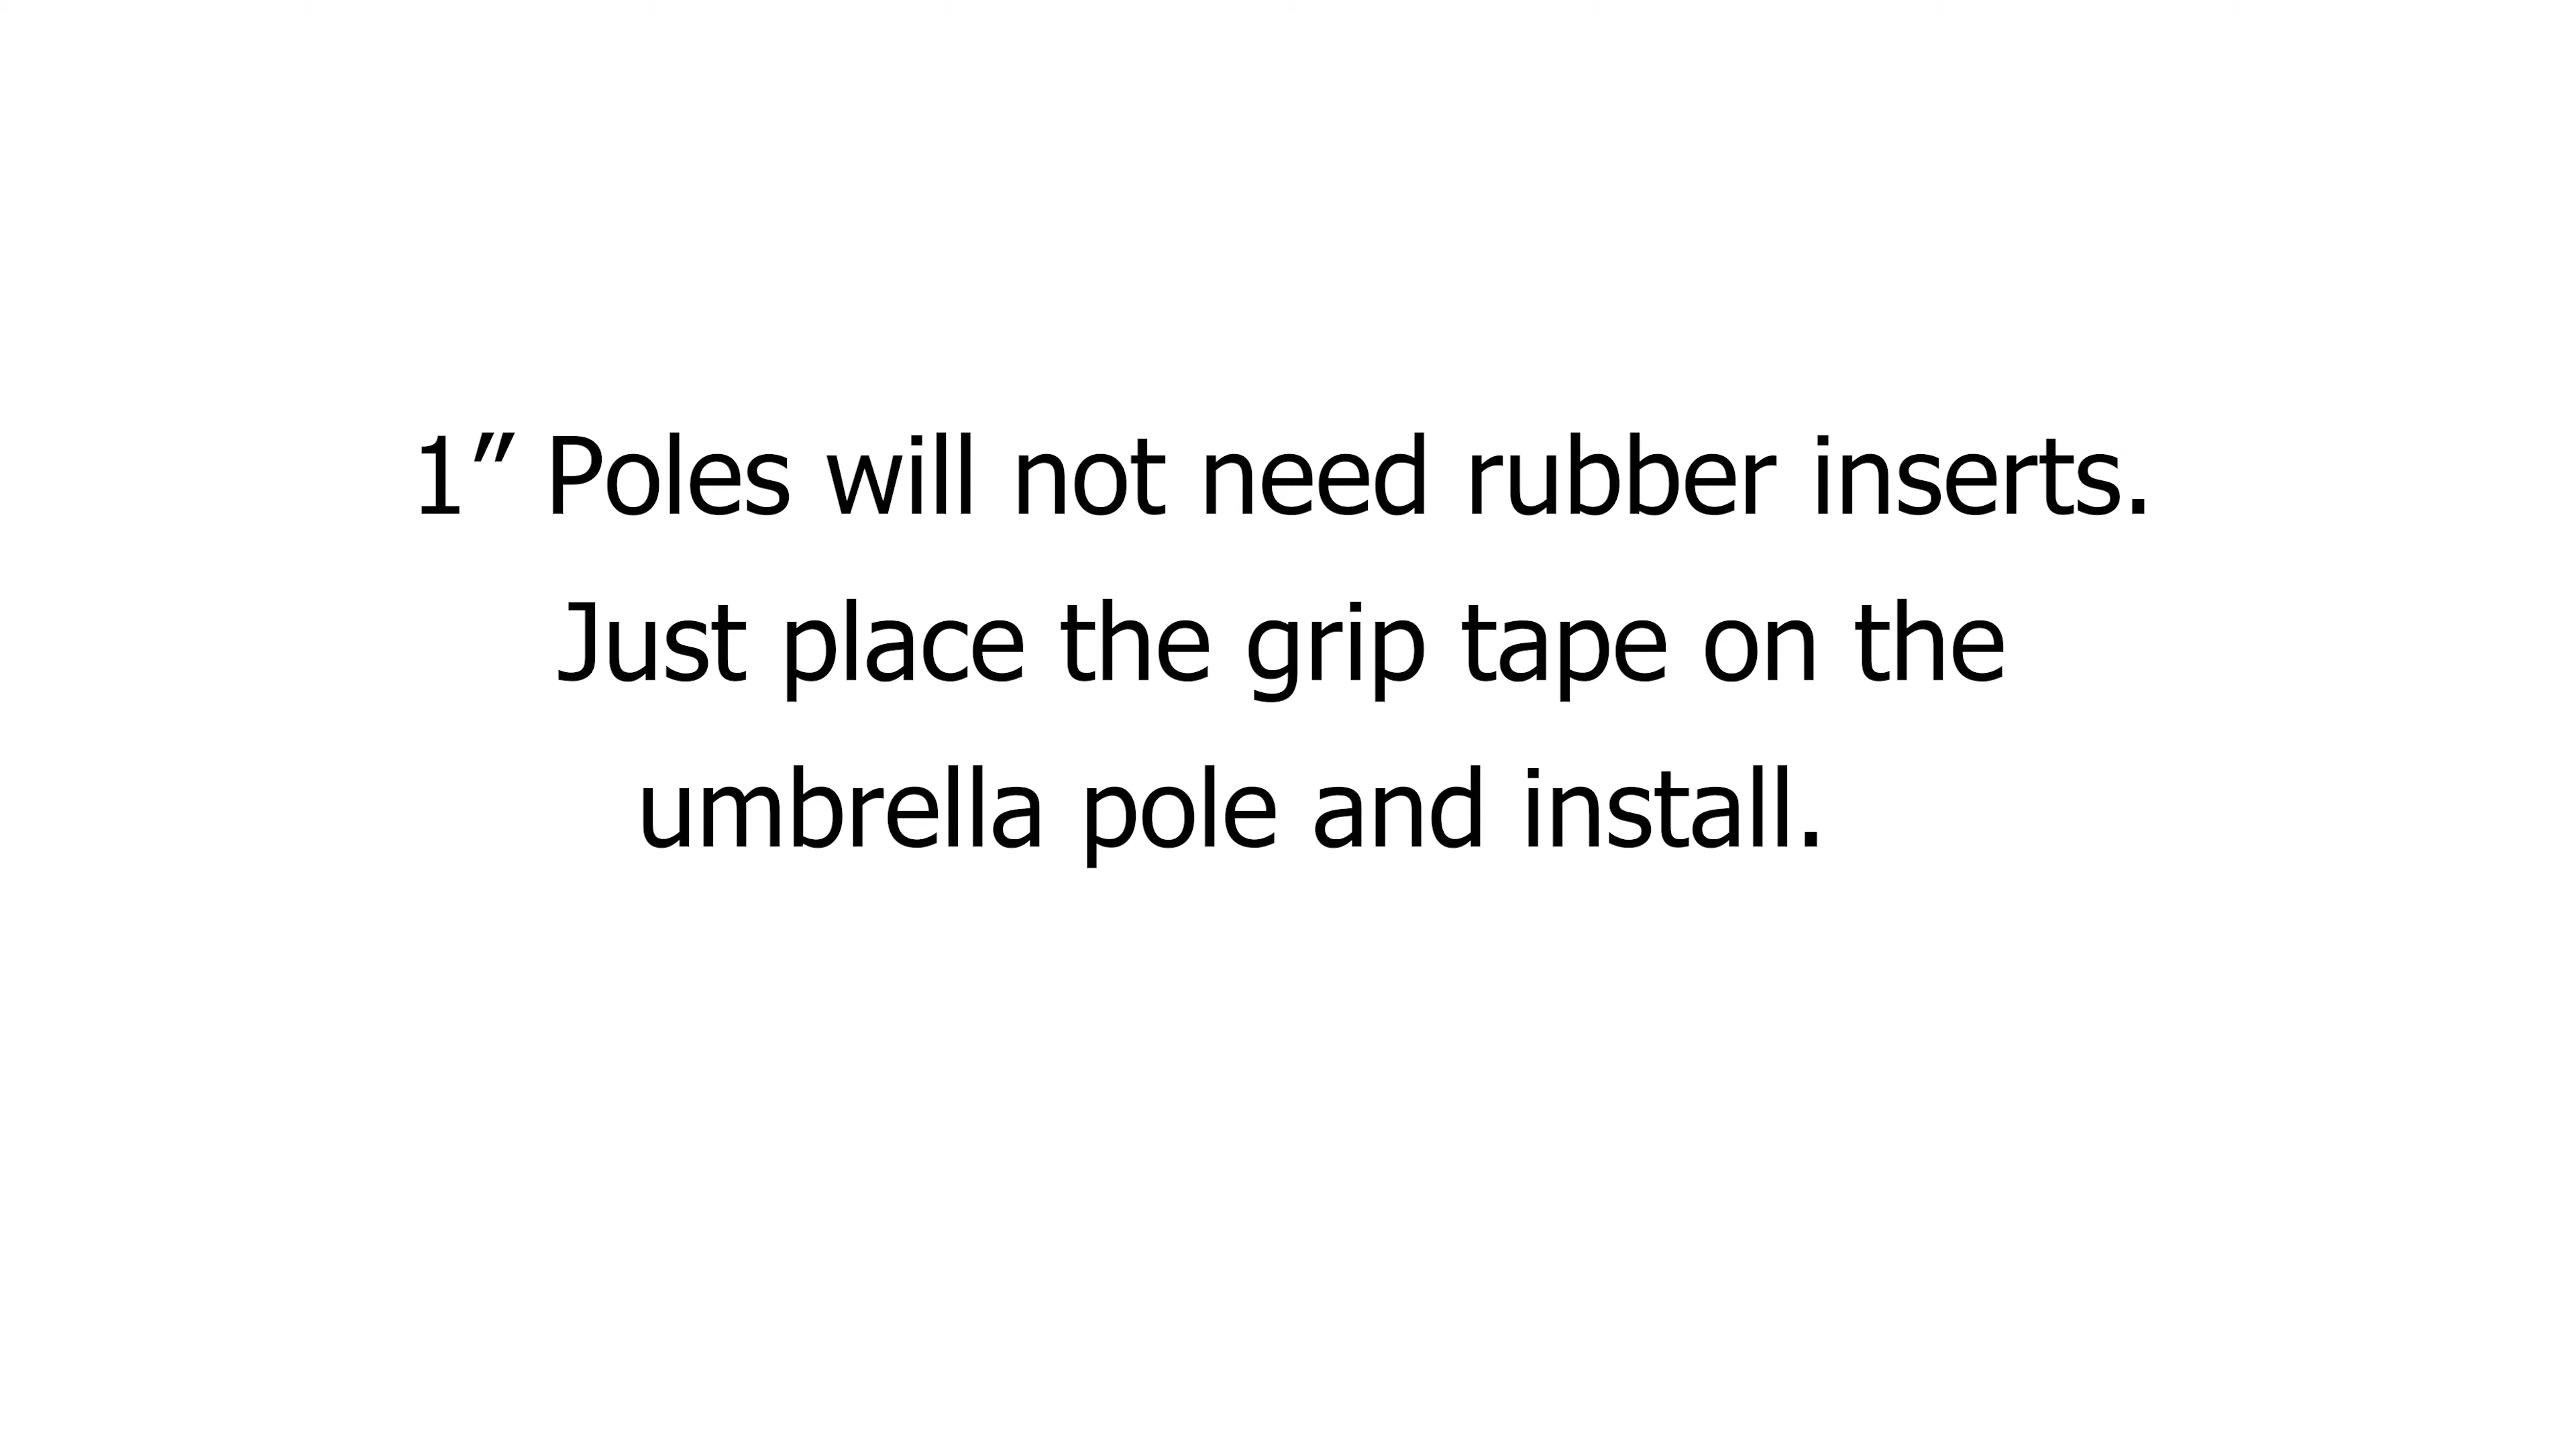 1” Poles will not need rubber inserts.
Just place the grip tape on the
umbrella pole and install.